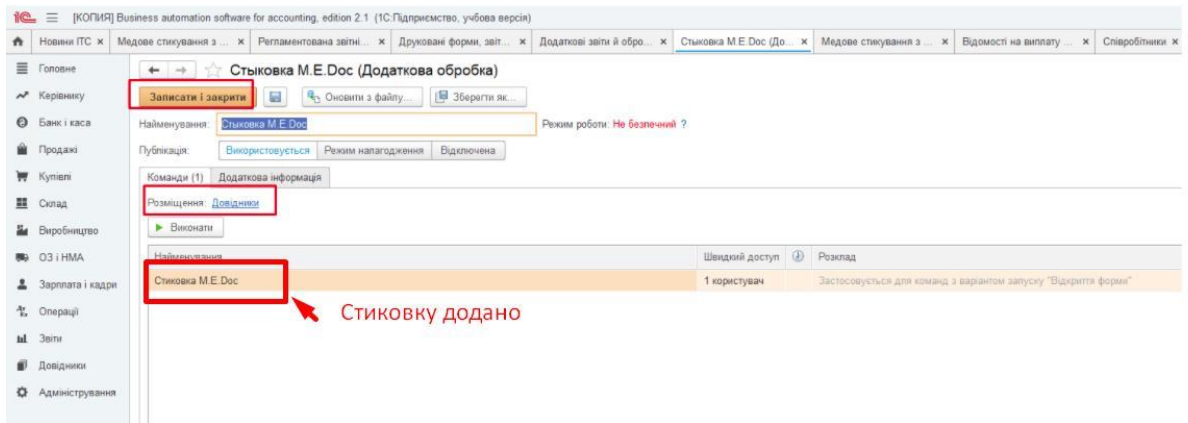 1С [КОПИЯ] Business automation software for accounting, edition 2.1 (1С:Підприємство, учбова версія)
Новини ІТС × Медове стикування з ... × Регламентована звітні... × Друковані форми, звіт... × Додаткові звіти й обро... × Стыковка M.E.Doc (До... × Медове стикування з ... × Відомості на виплату ... × Співробітники ×
Головне
Стыковка M.E.Doc (Додаткова обробка)
Керівнику
Записати і закрити Оновити з файлу... Зберегти як...
Банк і каса
Найменування: Стыковка M.E.Doc Режим роботи: Не безпечний ?
Продажі
Публікація: Використовується Режим налагодження Відключена
Купівлі
Команди (1) Додаткова інформація
Склад
Розміщення: Довідники
Виробництво
Виконати
ОЗ і НМА
Найменування Швидкий доступ Розклад
Зарплата і кадри
Стиковка M.E.Doc 1 користувач Застосовується для команд з варіантом запуску "Відкриття форми"
Операції
Стиковку додано
Звіти
Довідники
Адміністрування